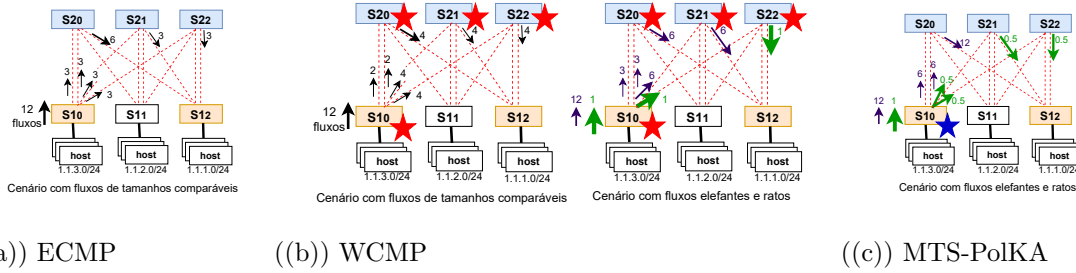 S20 S21 S22
6 3 3
3 3 3 3
12
fluxos
S10 S11 S12
host host host
1.1.3.0/24 1.1.2.0/24 1.1.1.0/24
Cenário com fluxos de tamanhos comparáveis
S20 S21 S22
4 4 4
2 2 4 4
12
fluxos
S10 S11 S12
host host host
1.1.3.0/24 1.1.2.0/24 1.1.1.0/24
Cenário com fluxos de tamanhos comparáveis
S20 S21 S22
6 6 1
3 3 6 1
12 1
S10 S11 S12
host host host
1.1.3.0/24 1.1.2.0/24 1.1.1.0/24
Cenário com fluxos elefantes e ratos
S20 S21 S22
12 0.5 0.5
6 6 0.5 0.5
12 1
S10 S11 S12
host host host
1.1.3.0/24 1.1.2.0/24 1.1.1.0/24
Cenário com fluxos elefantes e ratos
)) ECMP
((b)) WCMP
((c)) MTS-PolKA